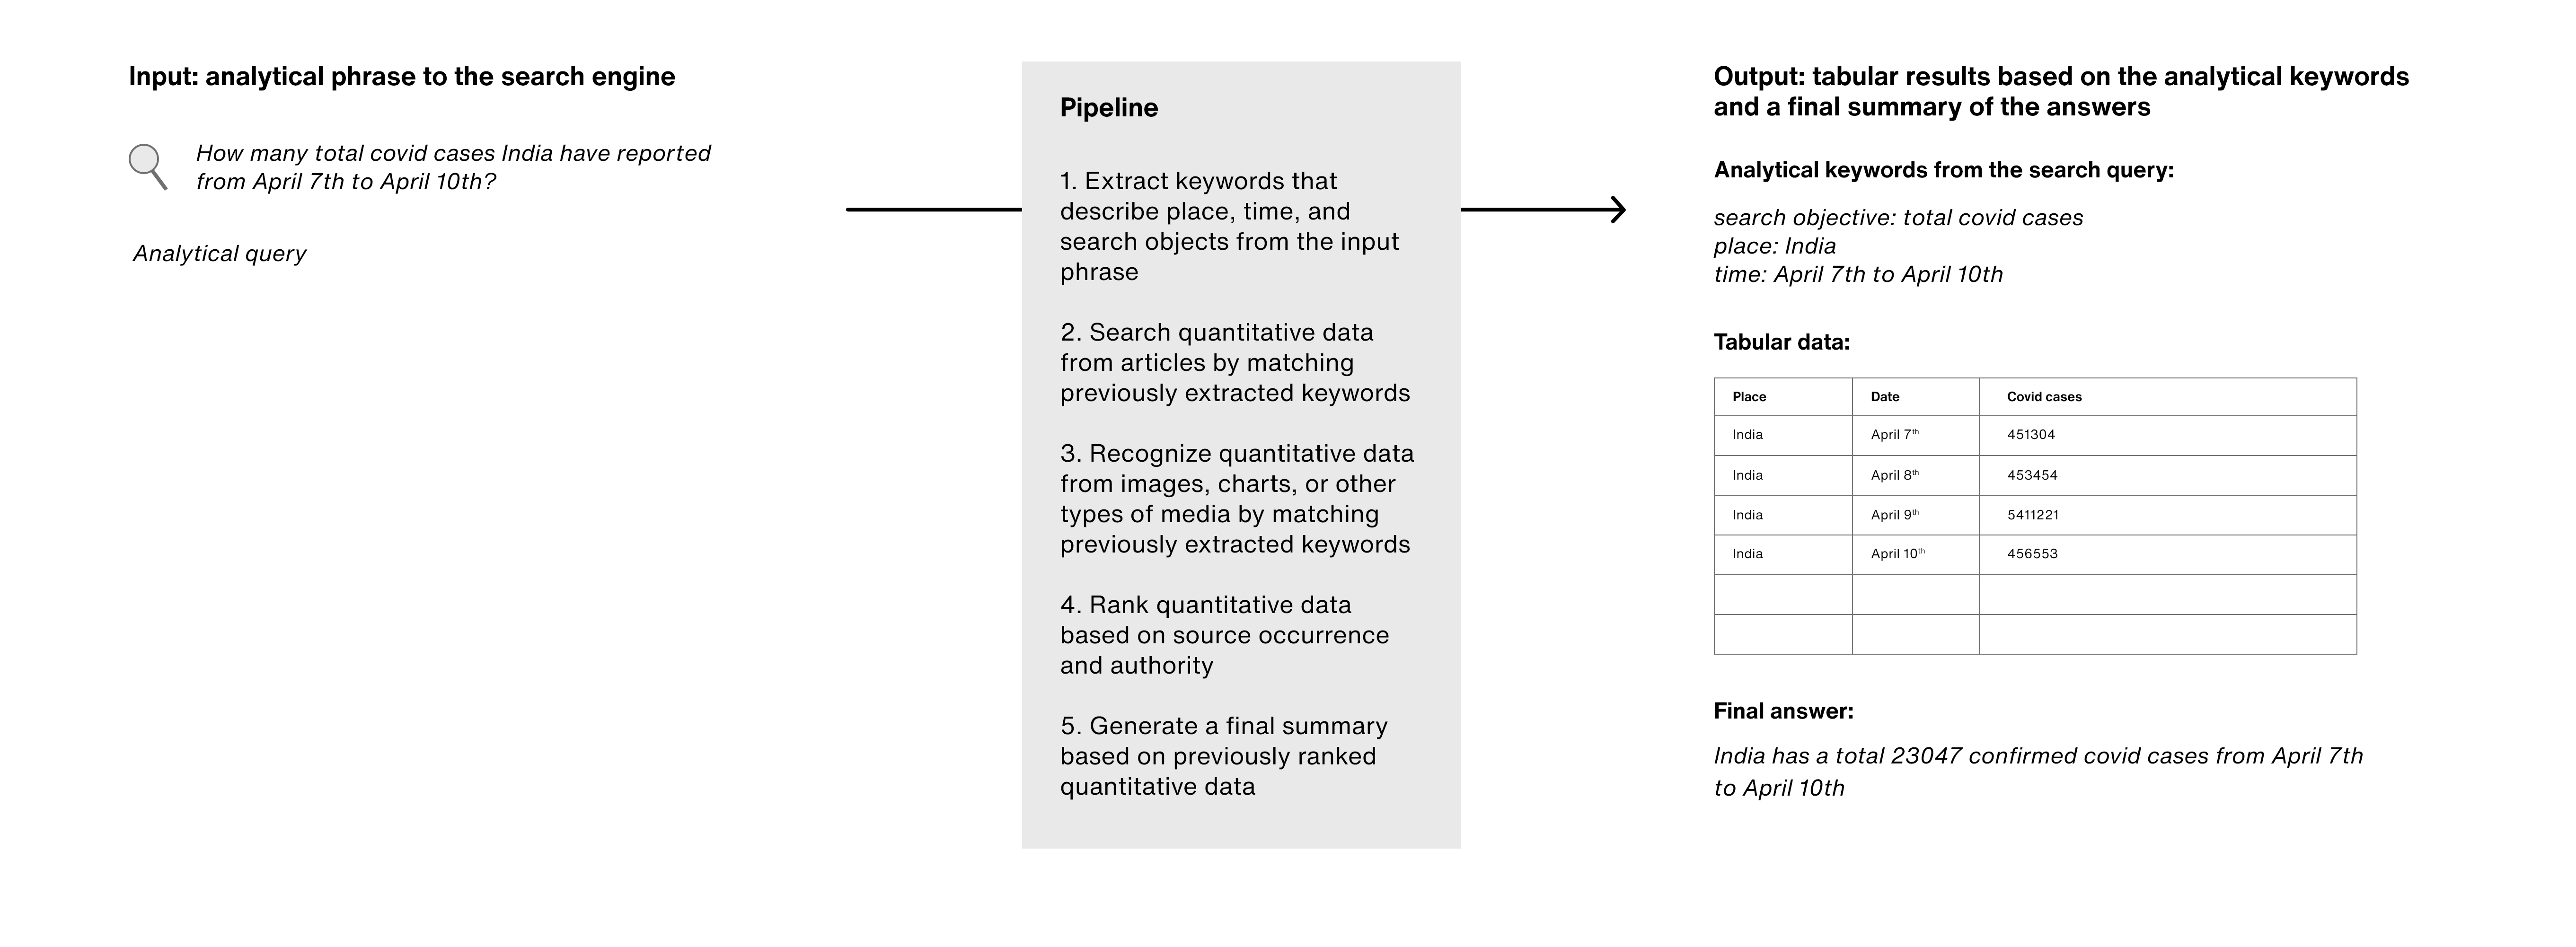 Input: analytical phrase to the search engine
How many total covid cases India have reported
from April 7th to April 10th?
Analytical query
Pipeline
1. Extract keywords that
describe place, time, and
search objects from the input
phrase
2. Search quantitative data
from articles by matching
previously extracted keywords
3. Recognize quantitative data
from images, charts, or other
types of media by matching
previously extracted keywords
4. Rank quantitative data
based on source occurrence
and authority
5. Generate a final summary
based on previously ranked
quantitative data
Output: tabular results based on the analytical keywords
and a final summary of the answers
Analytical keywords from the search query:
search objective: total covid cases
place: India
time: April 7th to April 10th
Tabular data:
Place Date Covid cases
India April 7th 451304
India April 8th 453454
India April 9th 5411221
India April 10th 456553
Final answer:
India has a total 23047 confirmed covid cases from April 7th
to April 10th